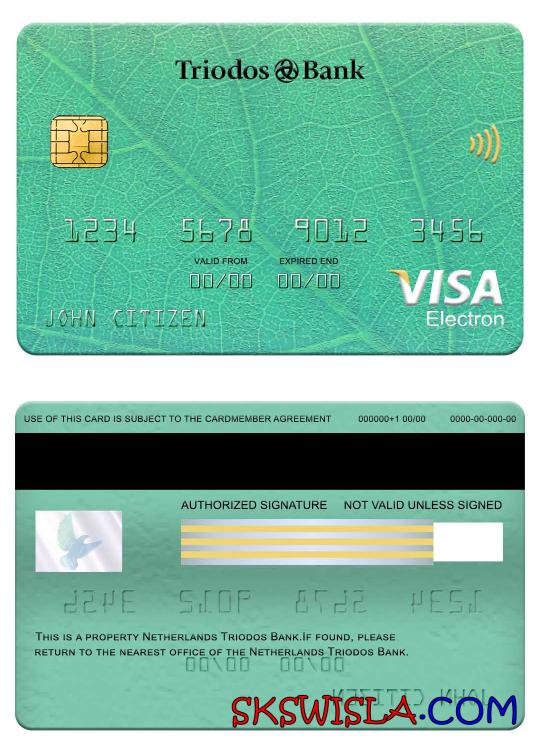 Triodos Bank
1234 5678 9012 3456
VALID FROM EXPIRED END
00/00 00/00
JOHN CITIZEN
VISA
Electron
USE OF THIS CARD IS SUBJECT TO THE CARDMEMBER AGREEMENT 000000+1 00/00 0000-00-000-00
AUTHORIZED SIGNATURE NOT VALID UNLESS SIGNED
THIS IS A PROPERTY NETHERLANDS TRIODOS BANK.IF FOUND, PLEASE
RETURN TO THE NEAREST OFFICE OF THE NETHERLANDS TRIODOS BANK.
00/00 00/00
SKSWISLA.COM